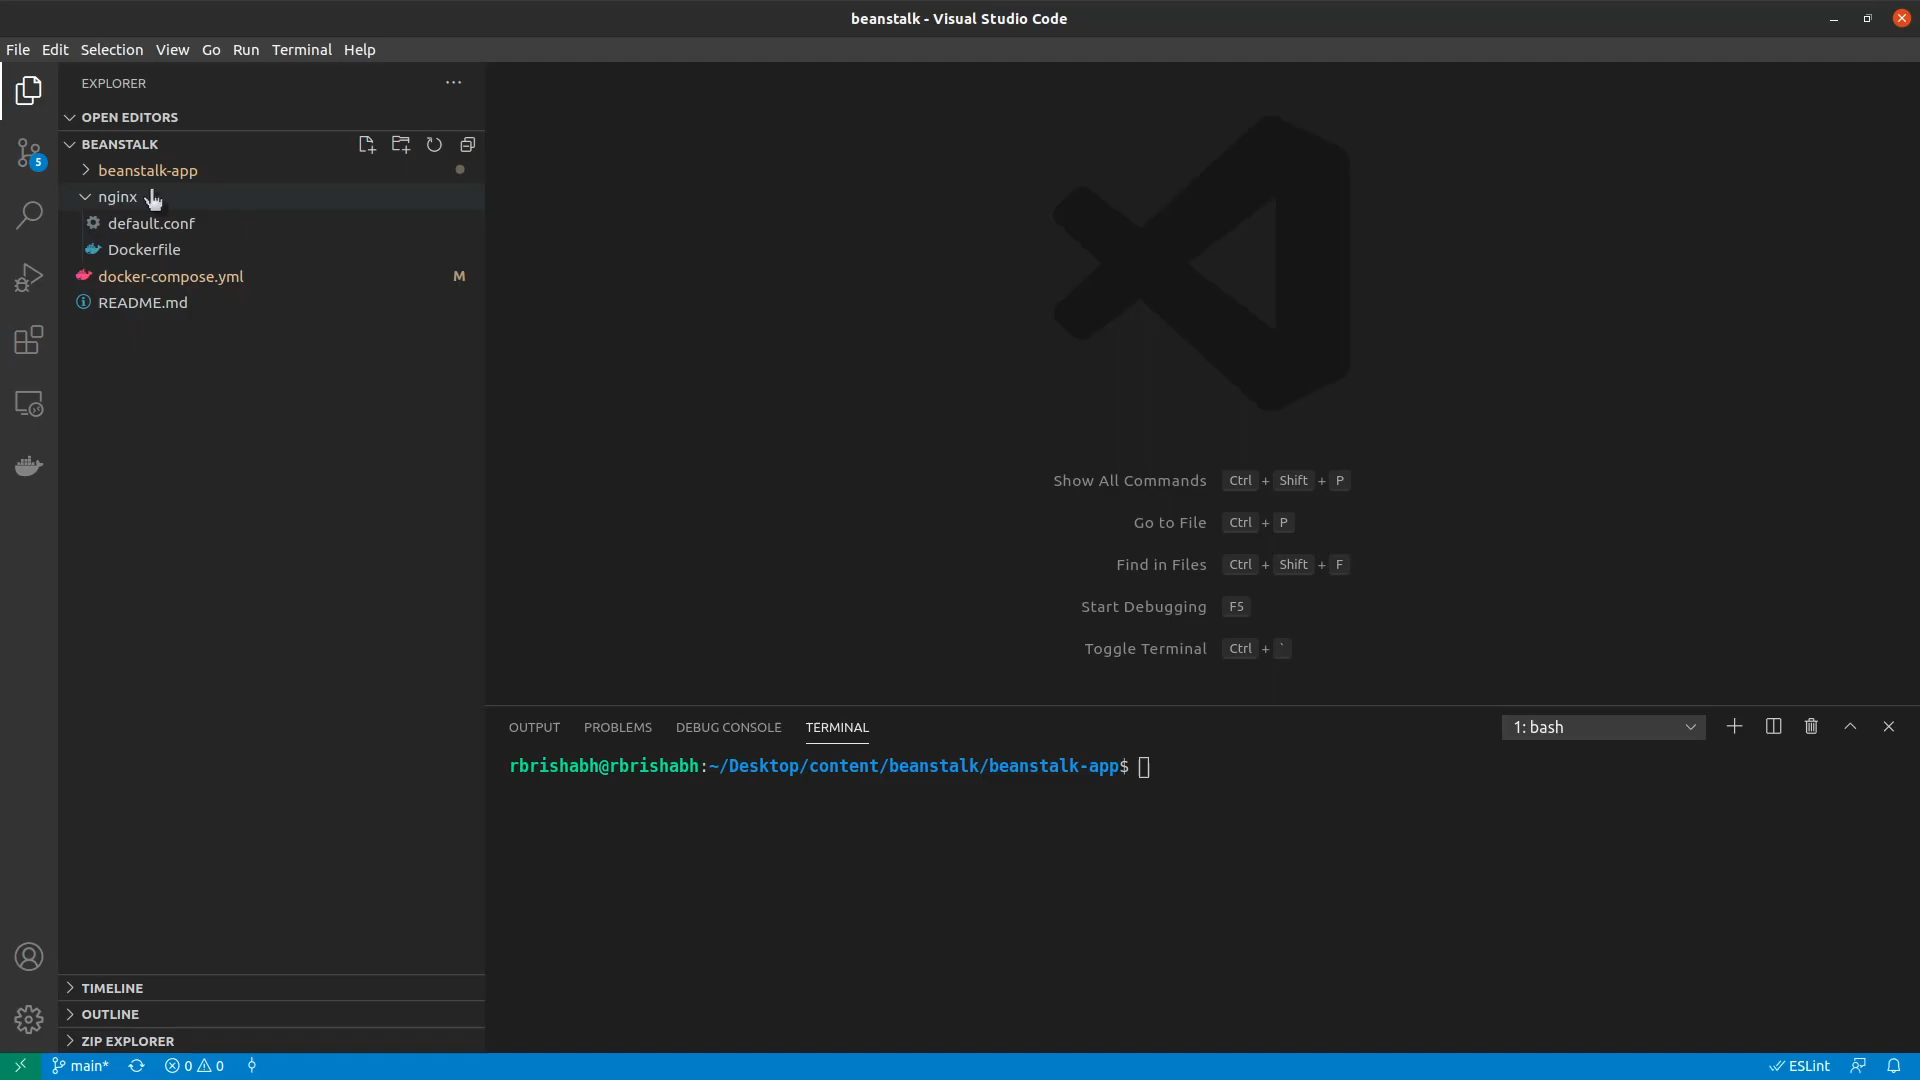 beanstalk - Visual Studio Code
File Edit Selection View Go Run Terminal Help
EXPLORER
OPEN EDITORS
BEANSTALK
5
beanstalk-app
nginx
default.conf
Dockerfile
docker-compose.yml M
README.md
Show All Commands Ctrl + Shift + P
Go to File Ctrl + P
Find in Files Ctrl + Shift + F
Start Debugging F5
Toggle Terminal Ctrl + `
OUTPUT PROBLEMS DEBUG CONSOLE TERMINAL 1: bash
rbrishabh@rbrishabh:~/Desktop/content/beanstalk/beanstalk-app$
TIMELINE
OUTLINE
ZIP EXPLORER
main* 0 0 ESLint